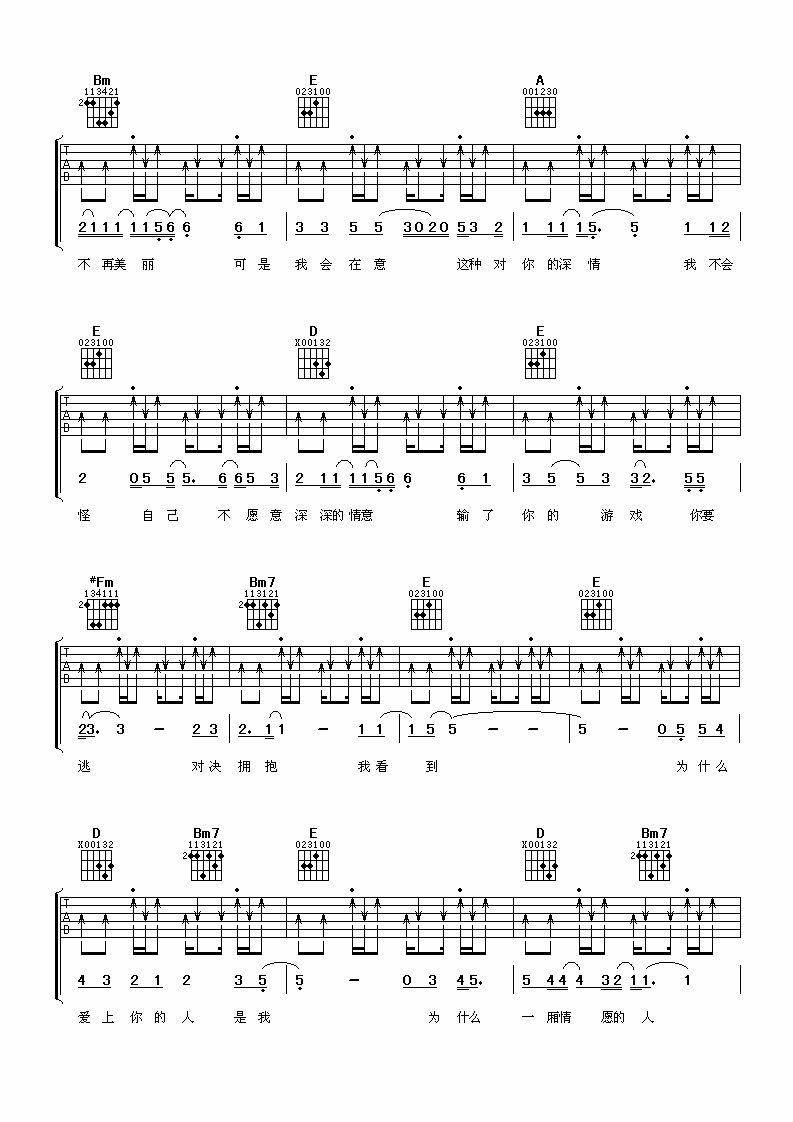 Bm E A
113421 023100 001230
2
T
A
B
2111 1156 6 6 1 3 3 5 5 3020 53 2 1 11 15. 5 1 12
不 再美 丽 可 是 我 会 在 意 这种 对 你 的深 情 我 不会
E D E
023100 X00132 023100
T
A
B
2 05 55. 6 65 3 2 11 1156 6 6 1 3 5 5 3 32. 55
怪 自 己 不 愿 意 深 深的 情意 输 了 你 的 游 戏 你要
#Fm Bm7 E E
134111 113121 023100 023100
2 2
T
A
B
23. 3 - 2 3 2. 11 - 1 1 1 5 5 - - 5 - 0 5 5 4
逃 对 决 拥 抱 我 看 到 为 什 么
D Bm7 E D Bm7
X00132 113121 023100 X00132 113121
2 2
T
A
B
4 3 2 1 2 3 5 5 - 0 3 45. 5 44 4 32 11. 1
爱 上 你 的 人 是 我 为 什么 一 厢情 愿的 人